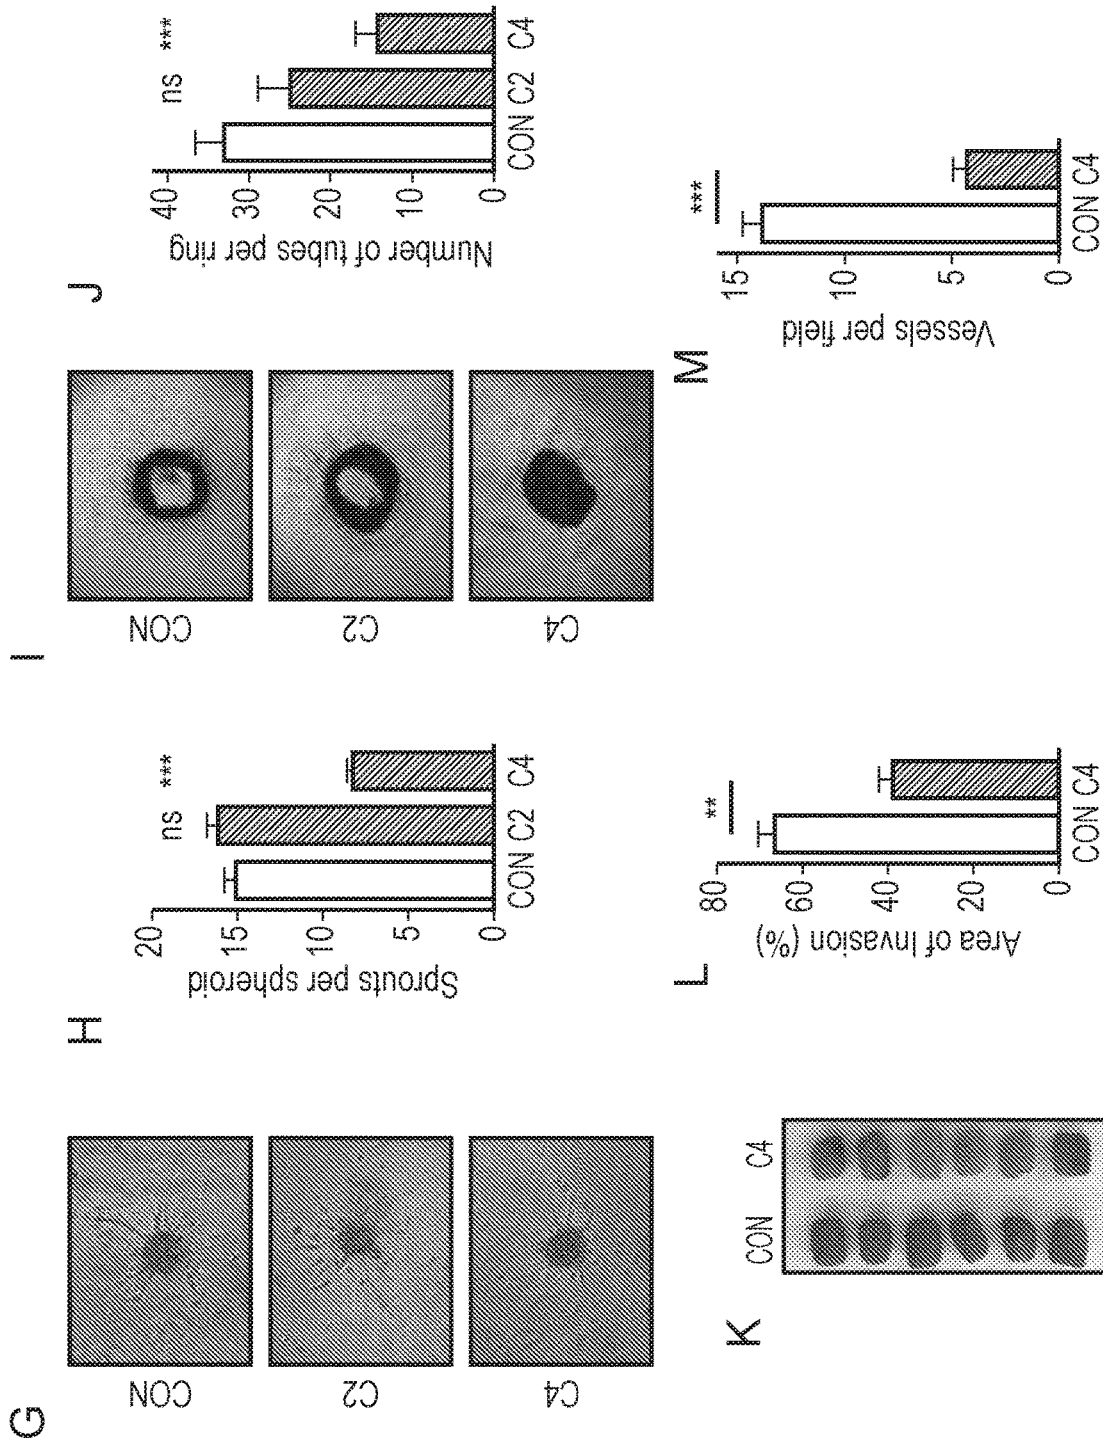 G
CON
C2
C4
H
Sprouts per spheroid
20
15
10
5
0
ns ***
CON C2 C4
I
CON
C2
C4
J
Number of tubes per ring
40
30
20
10
0
ns ***
CON C2 C4
K
CON C4
L
Area of Invasion (%)
80
60
40
20
0
**
CON C4
M
Vessels per field
15
10
5
0
***
CON C4